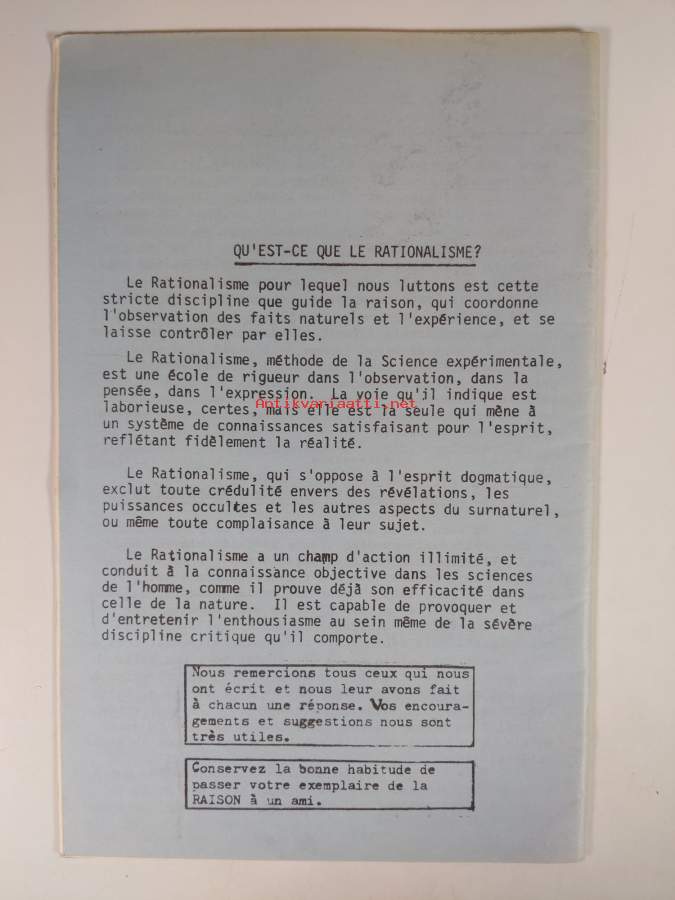 QU'EST-CE QUE LE RATIONALISME?
Le Rationalisme pour lequel nous luttons est cette
stricte discipline que guide la raison, qui coordonne
l'observation des faits naturels et l'expérience, et se
laisse contrôler par elles.
Le Rationalisme, méthode de la Science expérimentale,
est une école de rigueur dans l'observation, dans la
pensée, dans l'expression. La voie qu'il indique est
Antikvariaatti.net
laborieuse, certes, mais elle est la seule qui mène à
un système de connaissances satisfaisant pour l'esprit,
reflétant fidèlement la réalité.
Le Rationalisme, qui s'oppose à l'esprit dogmatique,
exclut toute crédulité envers des révélations, les
puissances occultes et les autres aspects du surnaturel,
ou même toute complaisance à leur sujet.
Le Rationalisme a un champ d'action illimité, et
conduit à la connaissance objective dans les sciences
de l'homme, comme il prouve déjà son efficacité dans
celle de la nature. Il est capable de provoquer et
d'entretenir l'enthousiasme au sein même de la sévère
discipline critique qu'il comporte.
Nous remercions tous ceux qui nous
ont écrit et nous leur avons fait
à chacun une réponse. Vos encoura-
gements et suggestions nous sont
très utiles.
Conservez la bonne habitude de
passer votre exemplaire de la
RAISON à un ami.